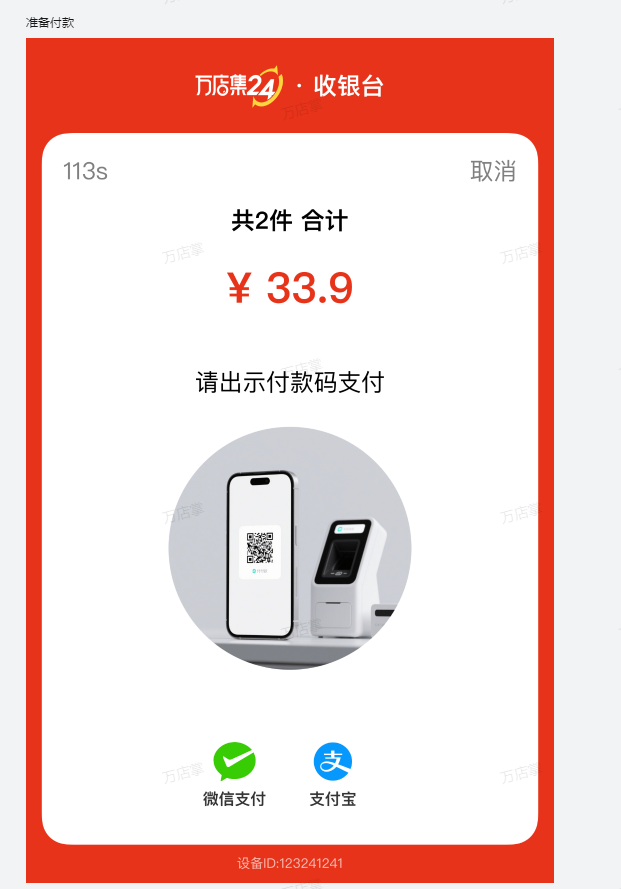 准备付款
万店集24 · 收银台
113s
取消
共2件 合计
¥ 33.9
请出示付款码支付
微信支付
支付宝
设备ID:123241241
万店掌
万店掌
万店掌
万店掌
万店掌
万店掌
万店掌
万店掌
万店掌